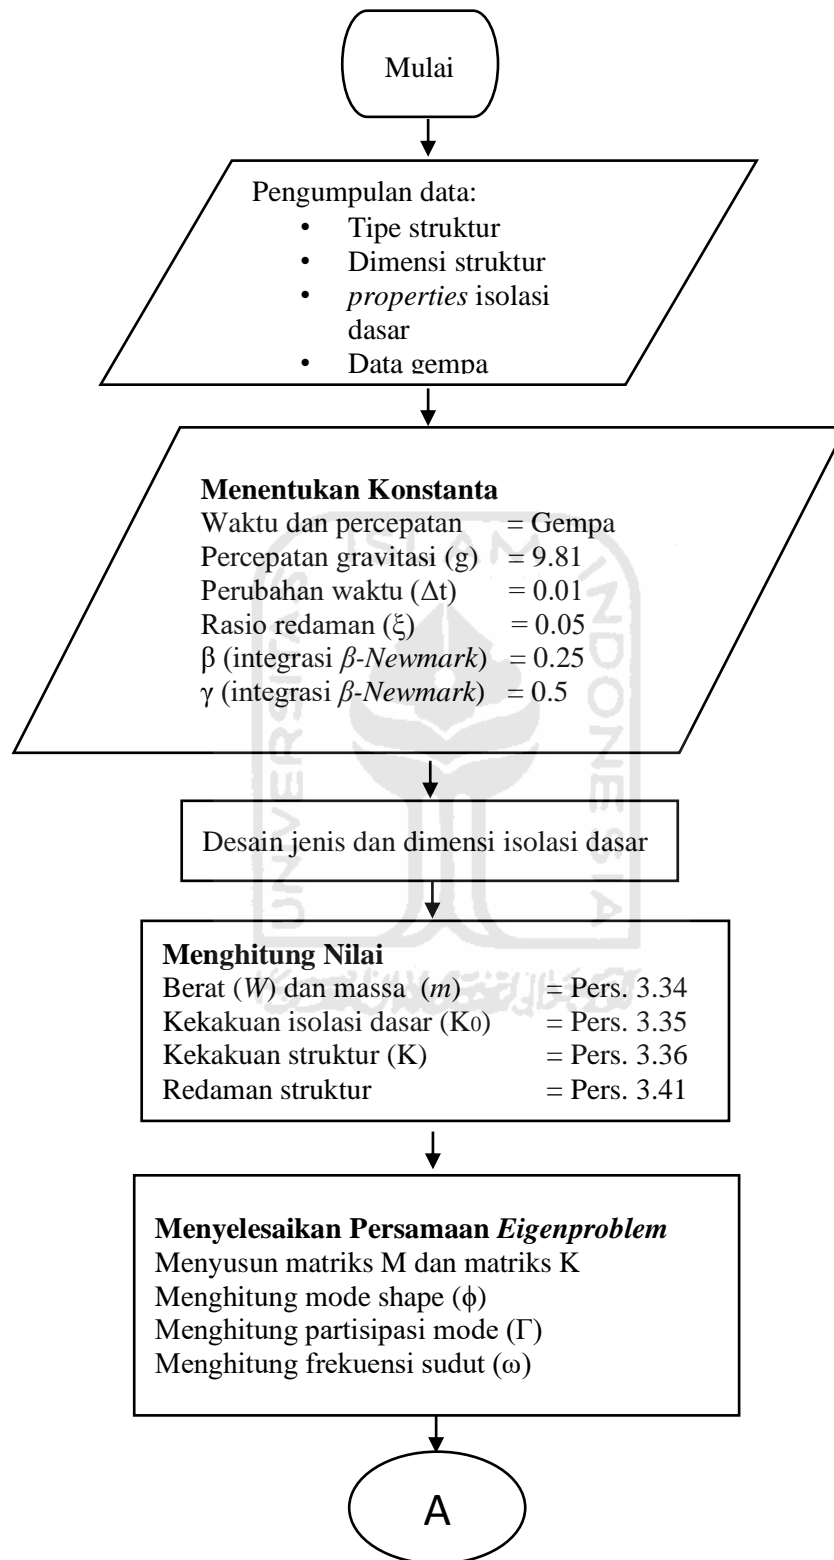 Mulai
Pengumpulan data:
• Tipe struktur
• Dimensi struktur
• properties isolasi
dasar
• Data gempa
Menentukan Konstanta
Waktu dan percepatan = Gempa
Percepatan gravitasi (g) = 9.81
Perubahan waktu (Δt) = 0.01
Rasio redaman (ξ) = 0.05
β (integrasi β-Newmark) = 0.25
γ (integrasi β-Newmark) = 0.5
Desain jenis dan dimensi isolasi dasar
Menghitung Nilai
Berat (W) dan massa (m) = Pers. 3.34
Kekakuan isolasi dasar (K0) = Pers. 3.35
Kekakuan struktur (K) = Pers. 3.36
Redaman struktur = Pers. 3.41
Menyelesaikan Persamaan Eigenproblem
Menyusun matriks M dan matriks K
Menghitung mode shape (ϕ)
Menghitung partisipasi mode (Γ)
Menghitung frekuensi sudut (ω)
A
UNIVERSITAS
ISLAM
INDONESIA